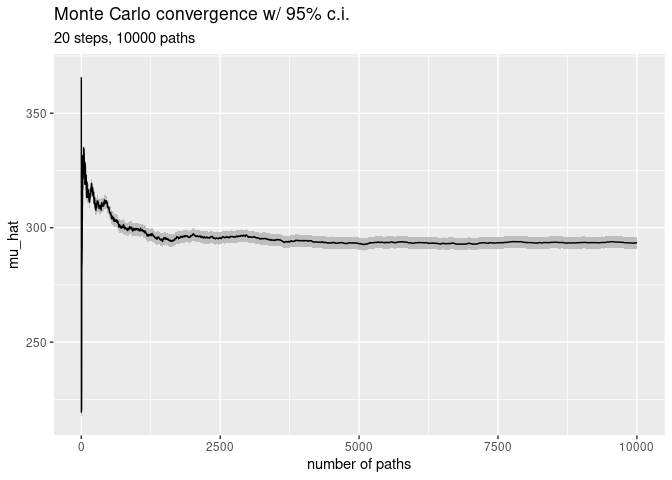 Monte Carlo convergence w/ 95% c.i.
20 steps, 10000 paths
mu_hat
350
300
250
0 2500 5000 7500 10000
number of paths